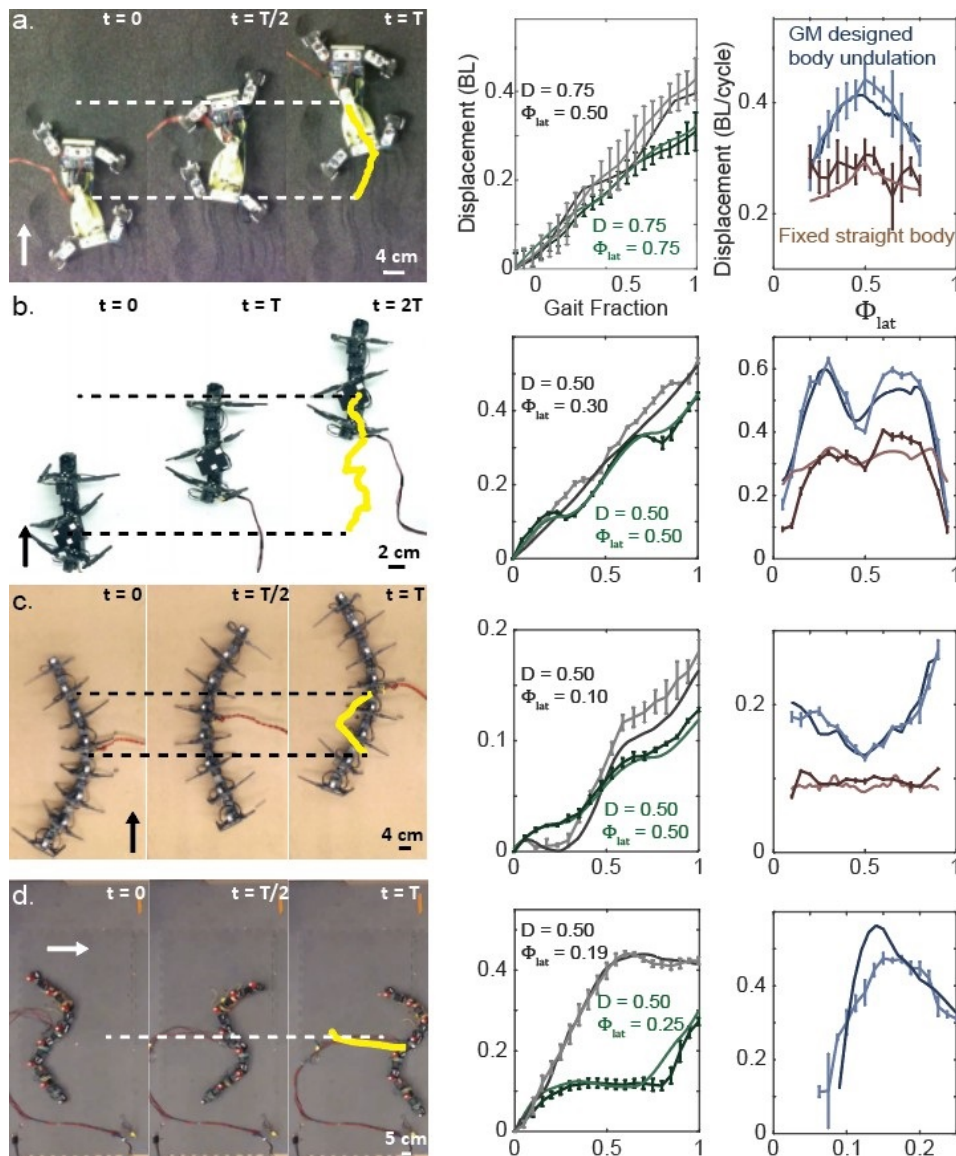 a.
t = 0
t = T/2
t = T
4 cm
Displacement (BL)
0.4
0.2
0
D = 0.75
Φlat = 0.50
D = 0.75
Φlat = 0.75
0
0.5
1
Gait Fraction
Displacement (BL/cycle)
0.4
0.2
GM designed
body undulation
Fixed straight body
0
0.5
1
Φlat
b.
t = 0
t = T
t = 2T
2 cm
0.4
0.2
0
D = 0.50
Φlat = 0.30
D = 0.50
Φlat = 0.50
0
0.5
1
0.6
0.4
0.2
0
0
0.5
1
c.
t = 0
t = T/2
t = T
4 cm
0.2
0.1
0
D = 0.50
Φlat = 0.10
D = 0.50
Φlat = 0.50
0
0.5
1
0.2
0.1
0
0
0.5
1
d.
t = 0
t = T/2
t = T
5 cm
0.4
0.2
0
D = 0.50
Φlat = 0.19
D = 0.50
Φlat = 0.25
0
0.5
1
0.4
0.2
0
0.1
0.2